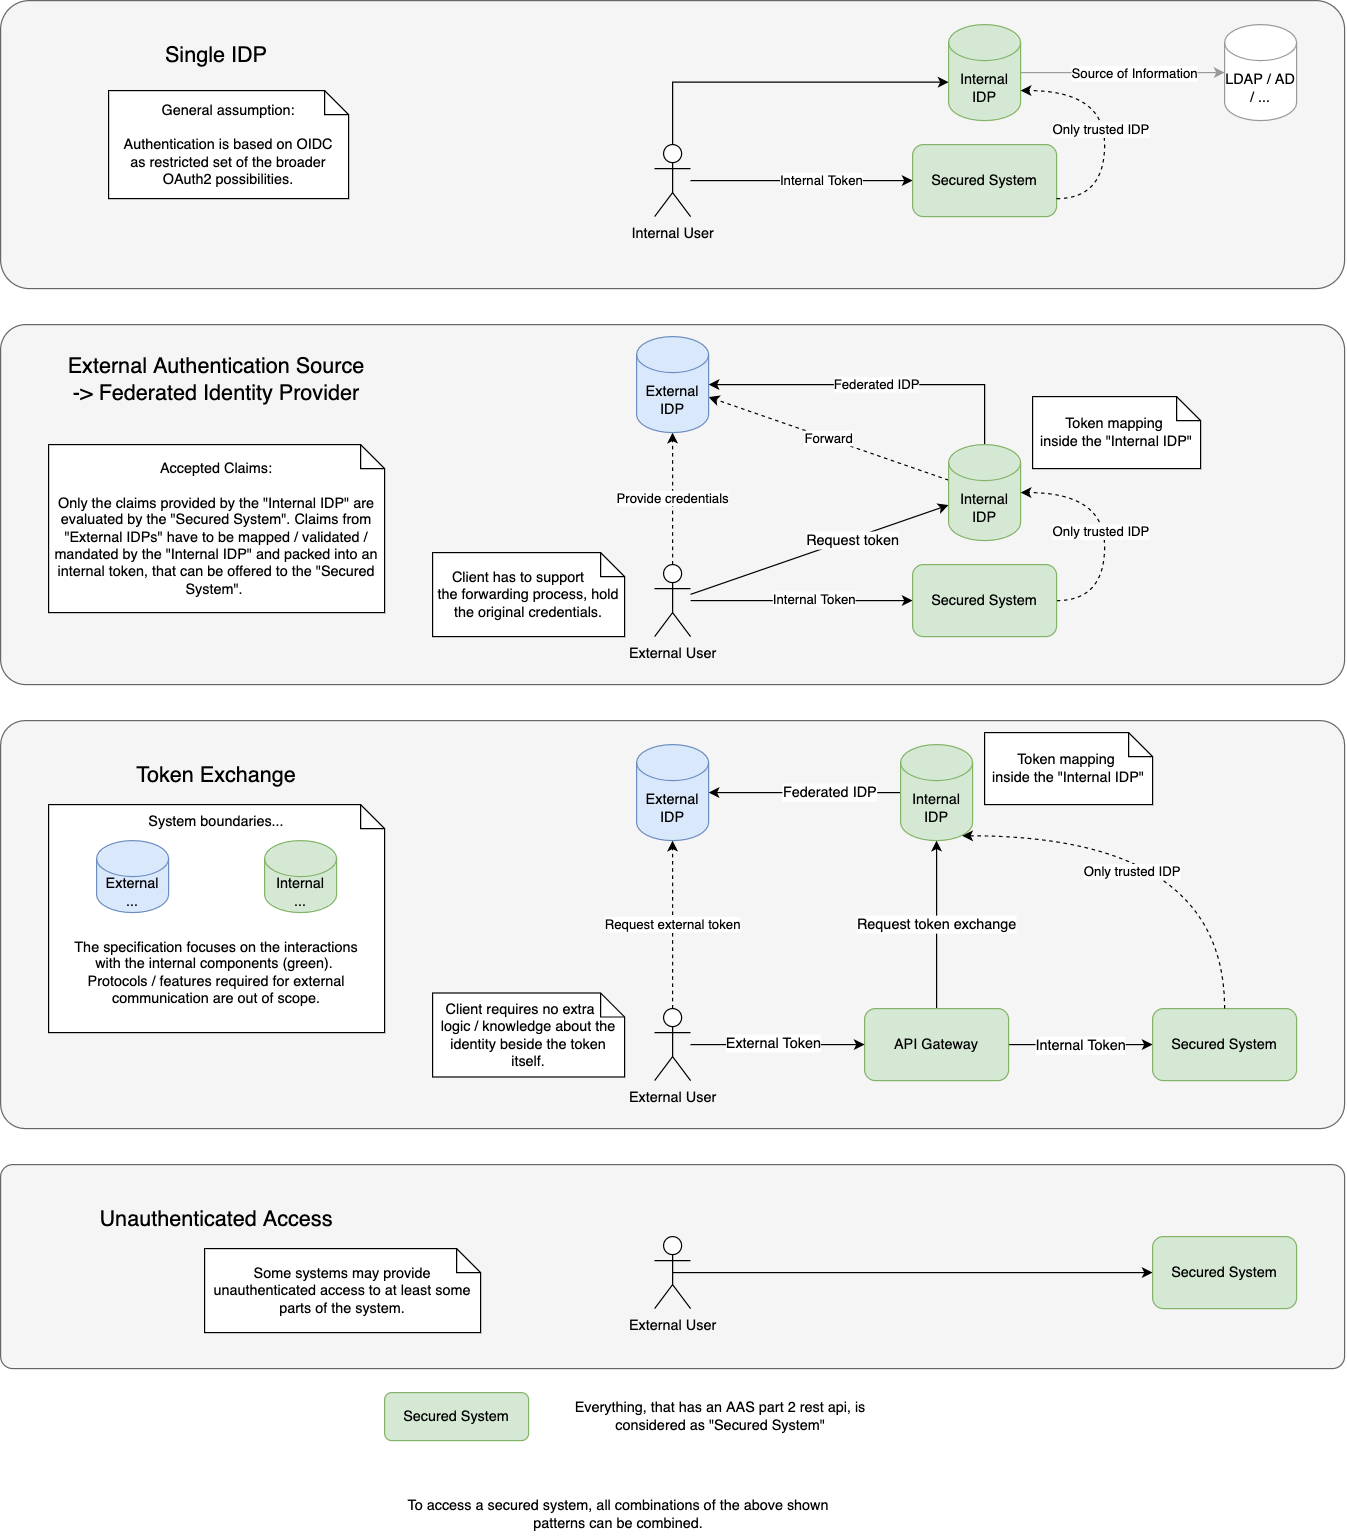 Single IDP
General assumption:
Authentication is based on OIDC
as restricted set of the broader
OAuth2 possibilities.
Internal
IDP
Source of Information
LDAP / AD
/ ...
Only trusted IDP
Internal Token
Secured System
Internal User
External Authentication Source
-> Federated Identity Provider
Accepted Claims:
Only the claims provided by the "Internal IDP" are
evaluated by the "Secured System". Claims from
"External IDPs" have to be mapped / validated /
mandated by the "Internal IDP" and packed into an
internal token, that can be offered to the "Secured
System".
External
IDP
Federated IDP
Forward
Token mapping
inside the "Internal IDP"
Internal
IDP
Provide credentials
Request token
Only trusted IDP
Client has to support
the forwarding process, hold
the original credentials.
Internal Token
Secured System
External User
Token Exchange
System boundaries...
External
...
Internal
...
The specification focuses on the interactions
with the internal components (green).
Protocols / features required for external
communication are out of scope.
External
IDP
Federated IDP
Internal
IDP
Token mapping
inside the "Internal IDP"
Only trusted IDP
Request external token
Request token exchange
Client requires no extra
logic / knowledge about the
identity beside the token
itself.
External Token
API Gateway
Internal Token
Secured System
External User
Unauthenticated Access
Some systems may provide
unauthenticated access to at least some
parts of the system.
Secured System
External User
Secured System
Everything, that has an AAS part 2 rest api, is
considered as "Secured System"
To access a secured system, all combinations of the above shown
patterns can be combined.